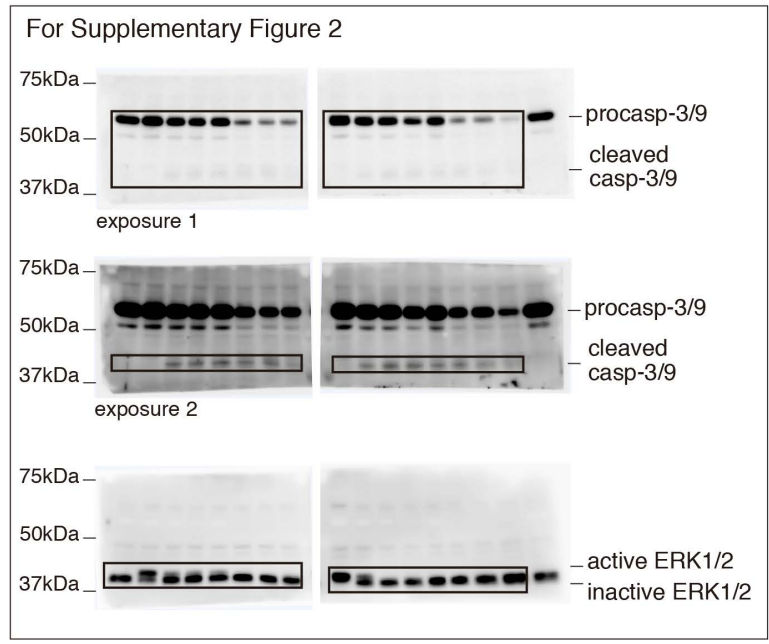 For Supplementary Figure 2
75kDa
50kDa
37kDa
procasp-3/9
cleaved
casp-3/9
exposure 1
75kDa
50kDa
37kDa
procasp-3/9
cleaved
casp-3/9
exposure 2
75kDa
50kDa
37kDa
active ERK1/2
inactive ERK1/2